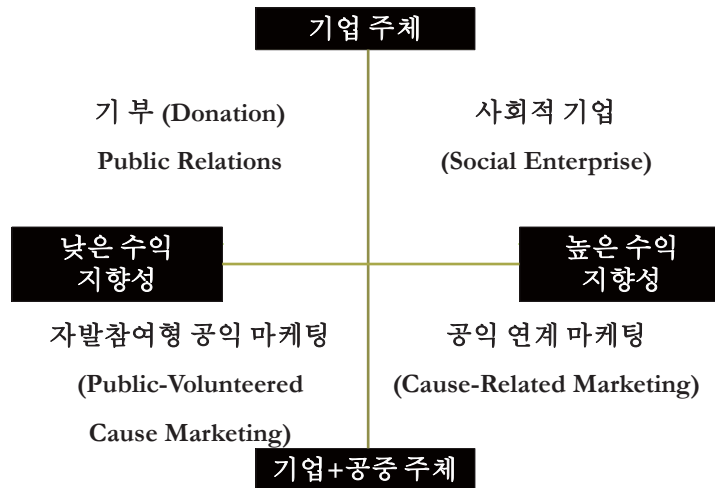 기업 주체
기 부 (Donation)
Public Relations
사회적 기업
(Social Enterprise)
낮은 수익
지향성
높은 수익
지향성
자발참여형 공익 마케팅
(Public-Volunteered
Cause Marketing)
공익 연계 마케팅
(Cause-Related Marketing)
기업+공중 주체